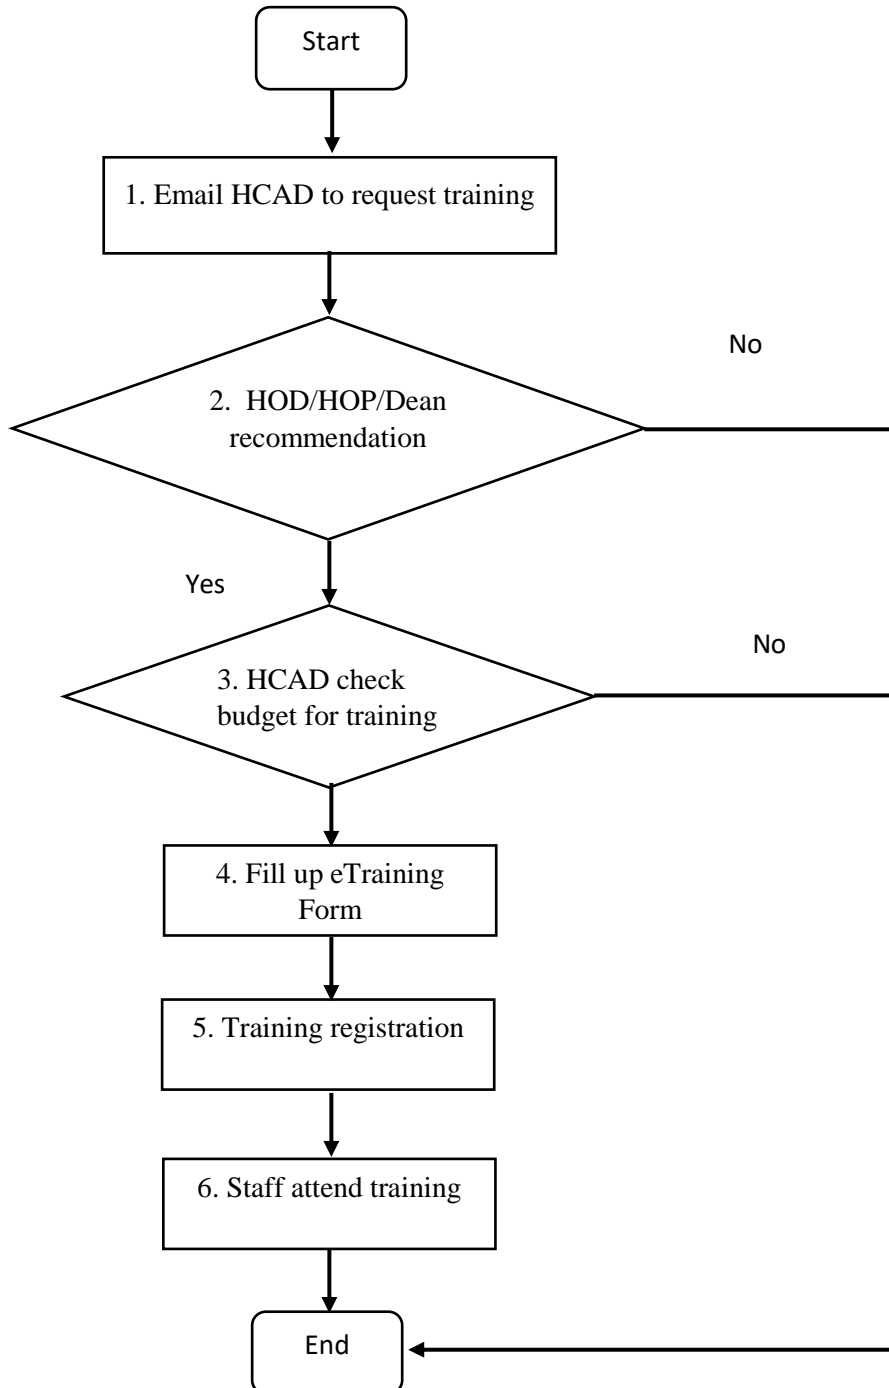 Start
1. Email HCAD to request training
No
2. HOD/HOP/Dean
recommendation
Yes
No
3. HCAD check
budget for training
4. Fill up eTraining
Form
5. Training registration
6. Staff attend training
End